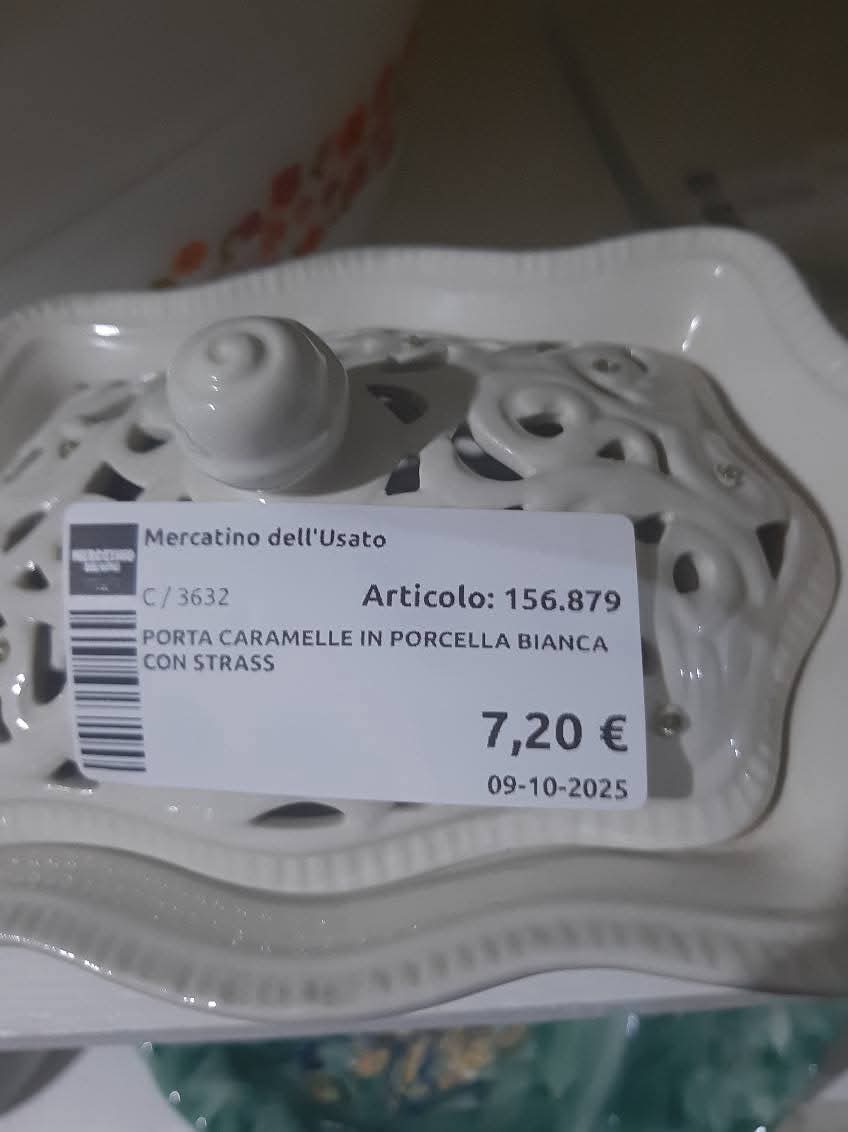 Mercatino dell'Usato
C / 3632 Articolo: 156.879
PORTA CARAMELLE IN PORCELLA BIANCA
CON STRASS
7,20 €
09-10-2025